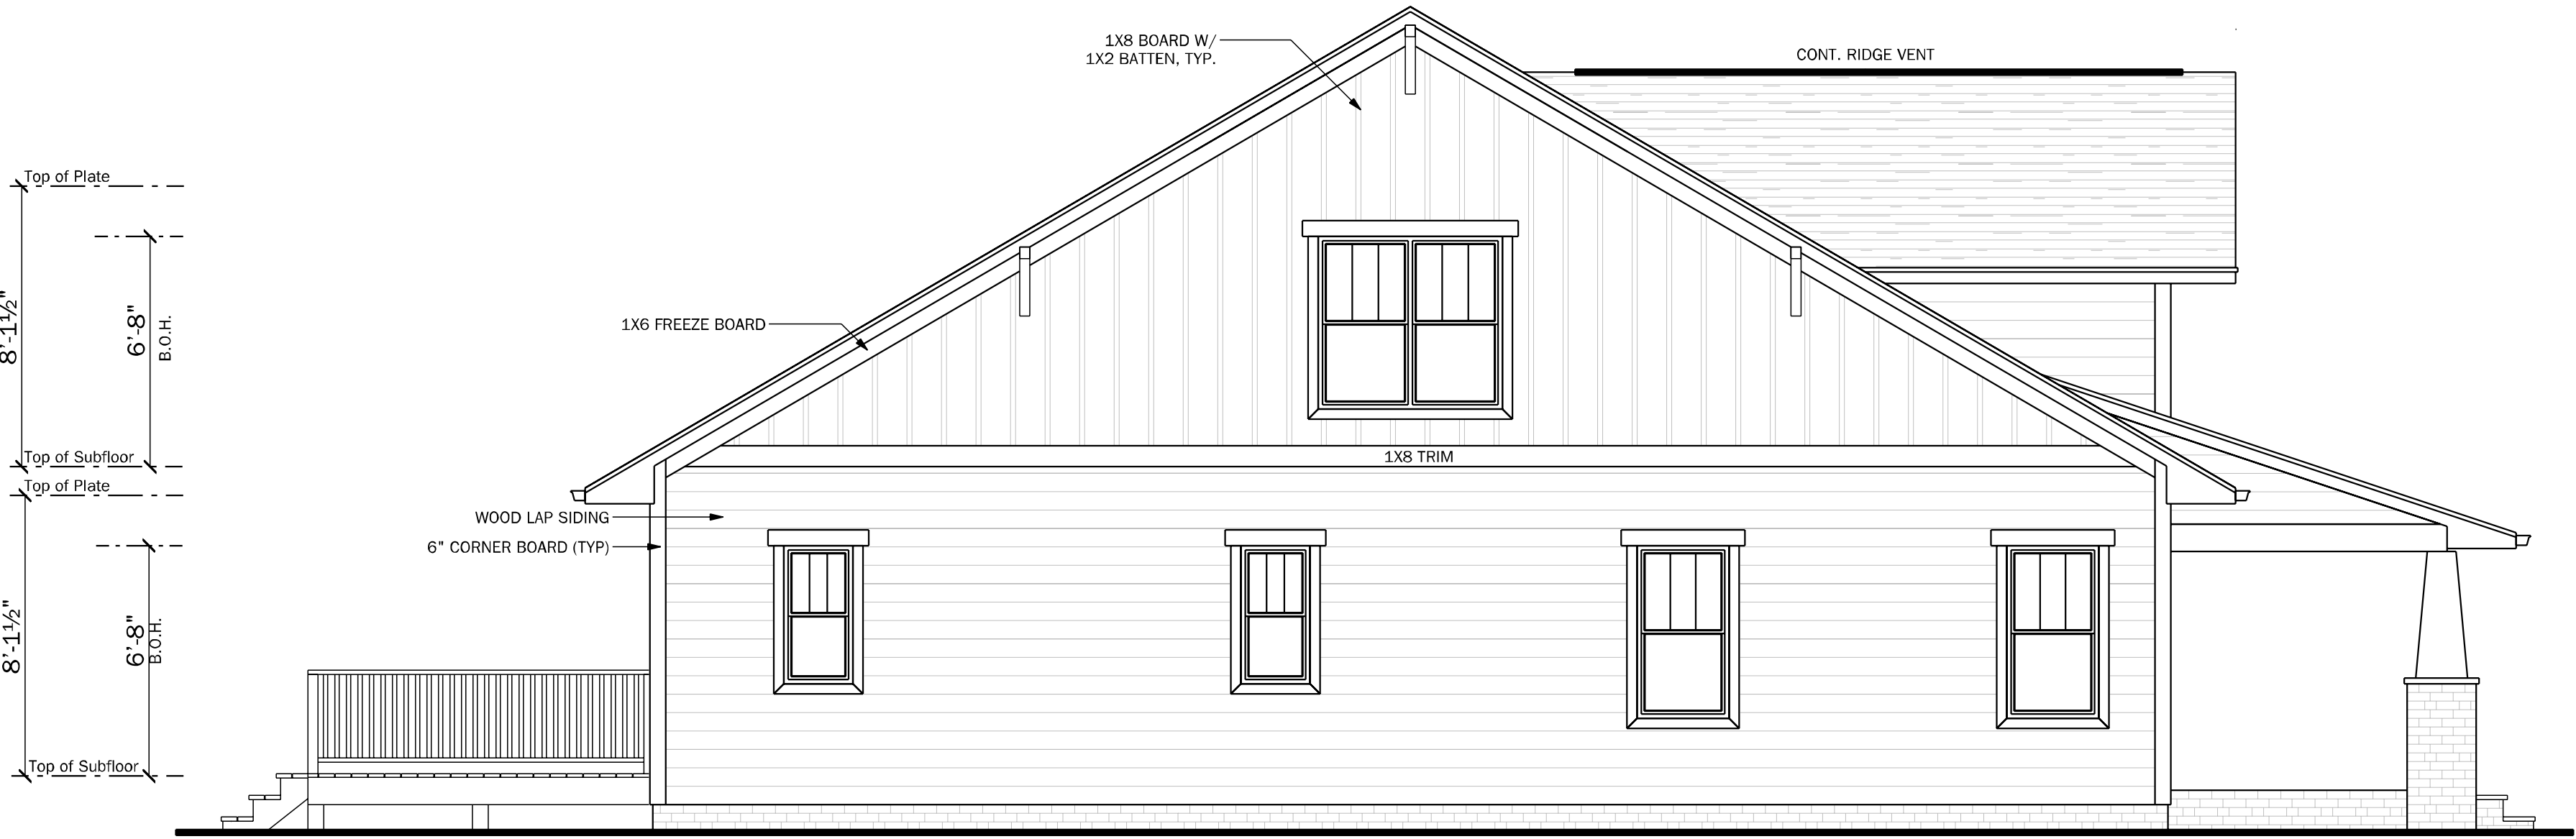 1X8 BOARD W/
1X2 BATTEN, TYP.
CONT. RIDGE VENT
Top of Plate
8'-1½"
6'-8"
B.O.H.
1X6 FREEZE BOARD
Top of Subfloor
1X8 TRIM
Top of Plate
WOOD LAP SIDING
6" CORNER BOARD (TYP)
8'-1½"
6'-8"
B.O.H.
Top of Subfloor